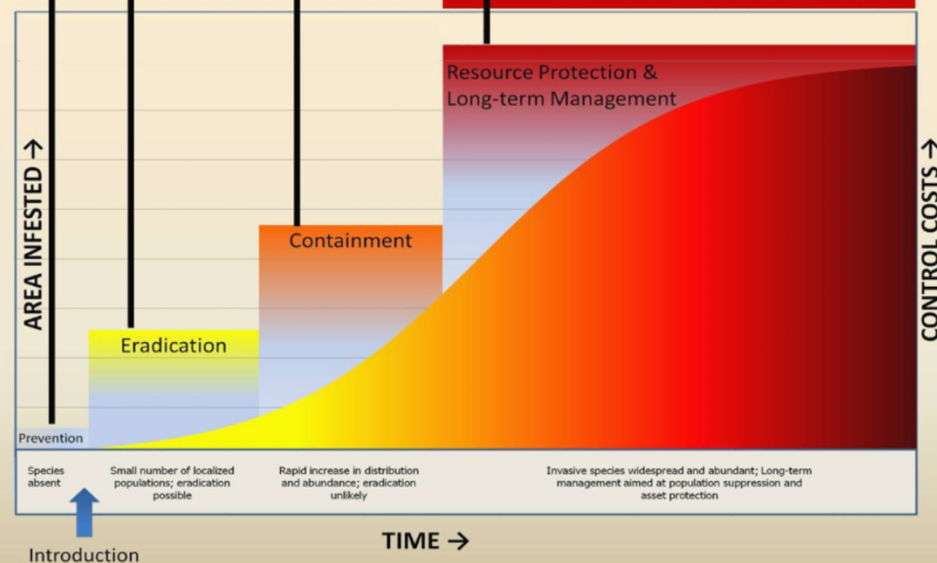 Resource Protection &
Long-term Management
AREA INFESTED →
CONTROL COSTS →
Containment
Eradication
Prevention
Species
absent
Small number of localized
populations; eradication
possible
Rapid increase in distribution
and abundance; eradication
unlikely
Invasive species widespread and abundant; Long-term
management aimed at population suppression and
asset protection
TIME →
Introduction